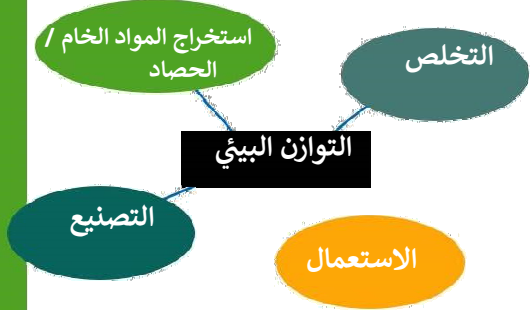 استخراج المواد الخام /
الحصاد
التخلص
التوازن البيئي
التصنيع
الاستعمال